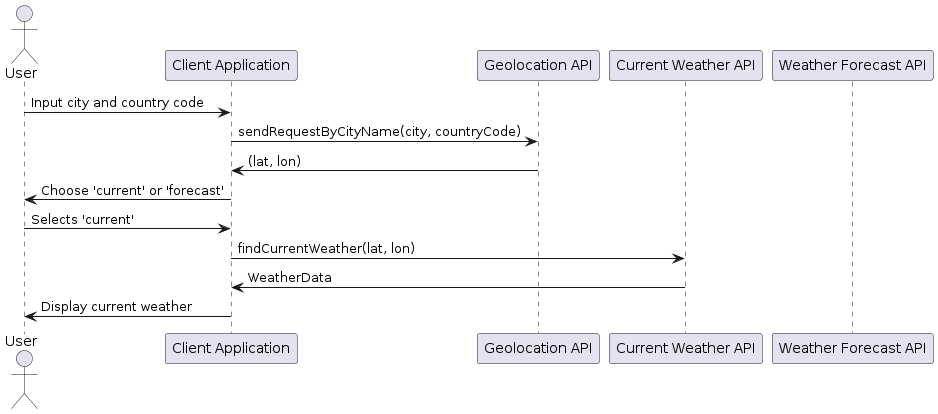 User
Client Application
Geolocation API
Current Weather API
Weather Forecast API
Input city and country code
sendRequestByCityName(city, countryCode)
(lat, lon)
Choose 'current' or 'forecast'
Selects 'current'
findCurrentWeather(lat, lon)
WeatherData
Display current weather
User
Client Application
Geolocation API
Current Weather API
Weather Forecast API